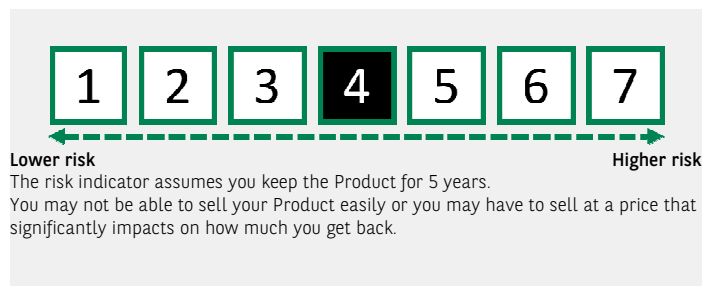 1 2 3 4 5 6 7
Lower risk Higher risk
The risk indicator assumes you keep the Product for 5 years.
You may not be able to sell your Product easily or you may have to sell at a price that
significantly impacts on how much you get back.